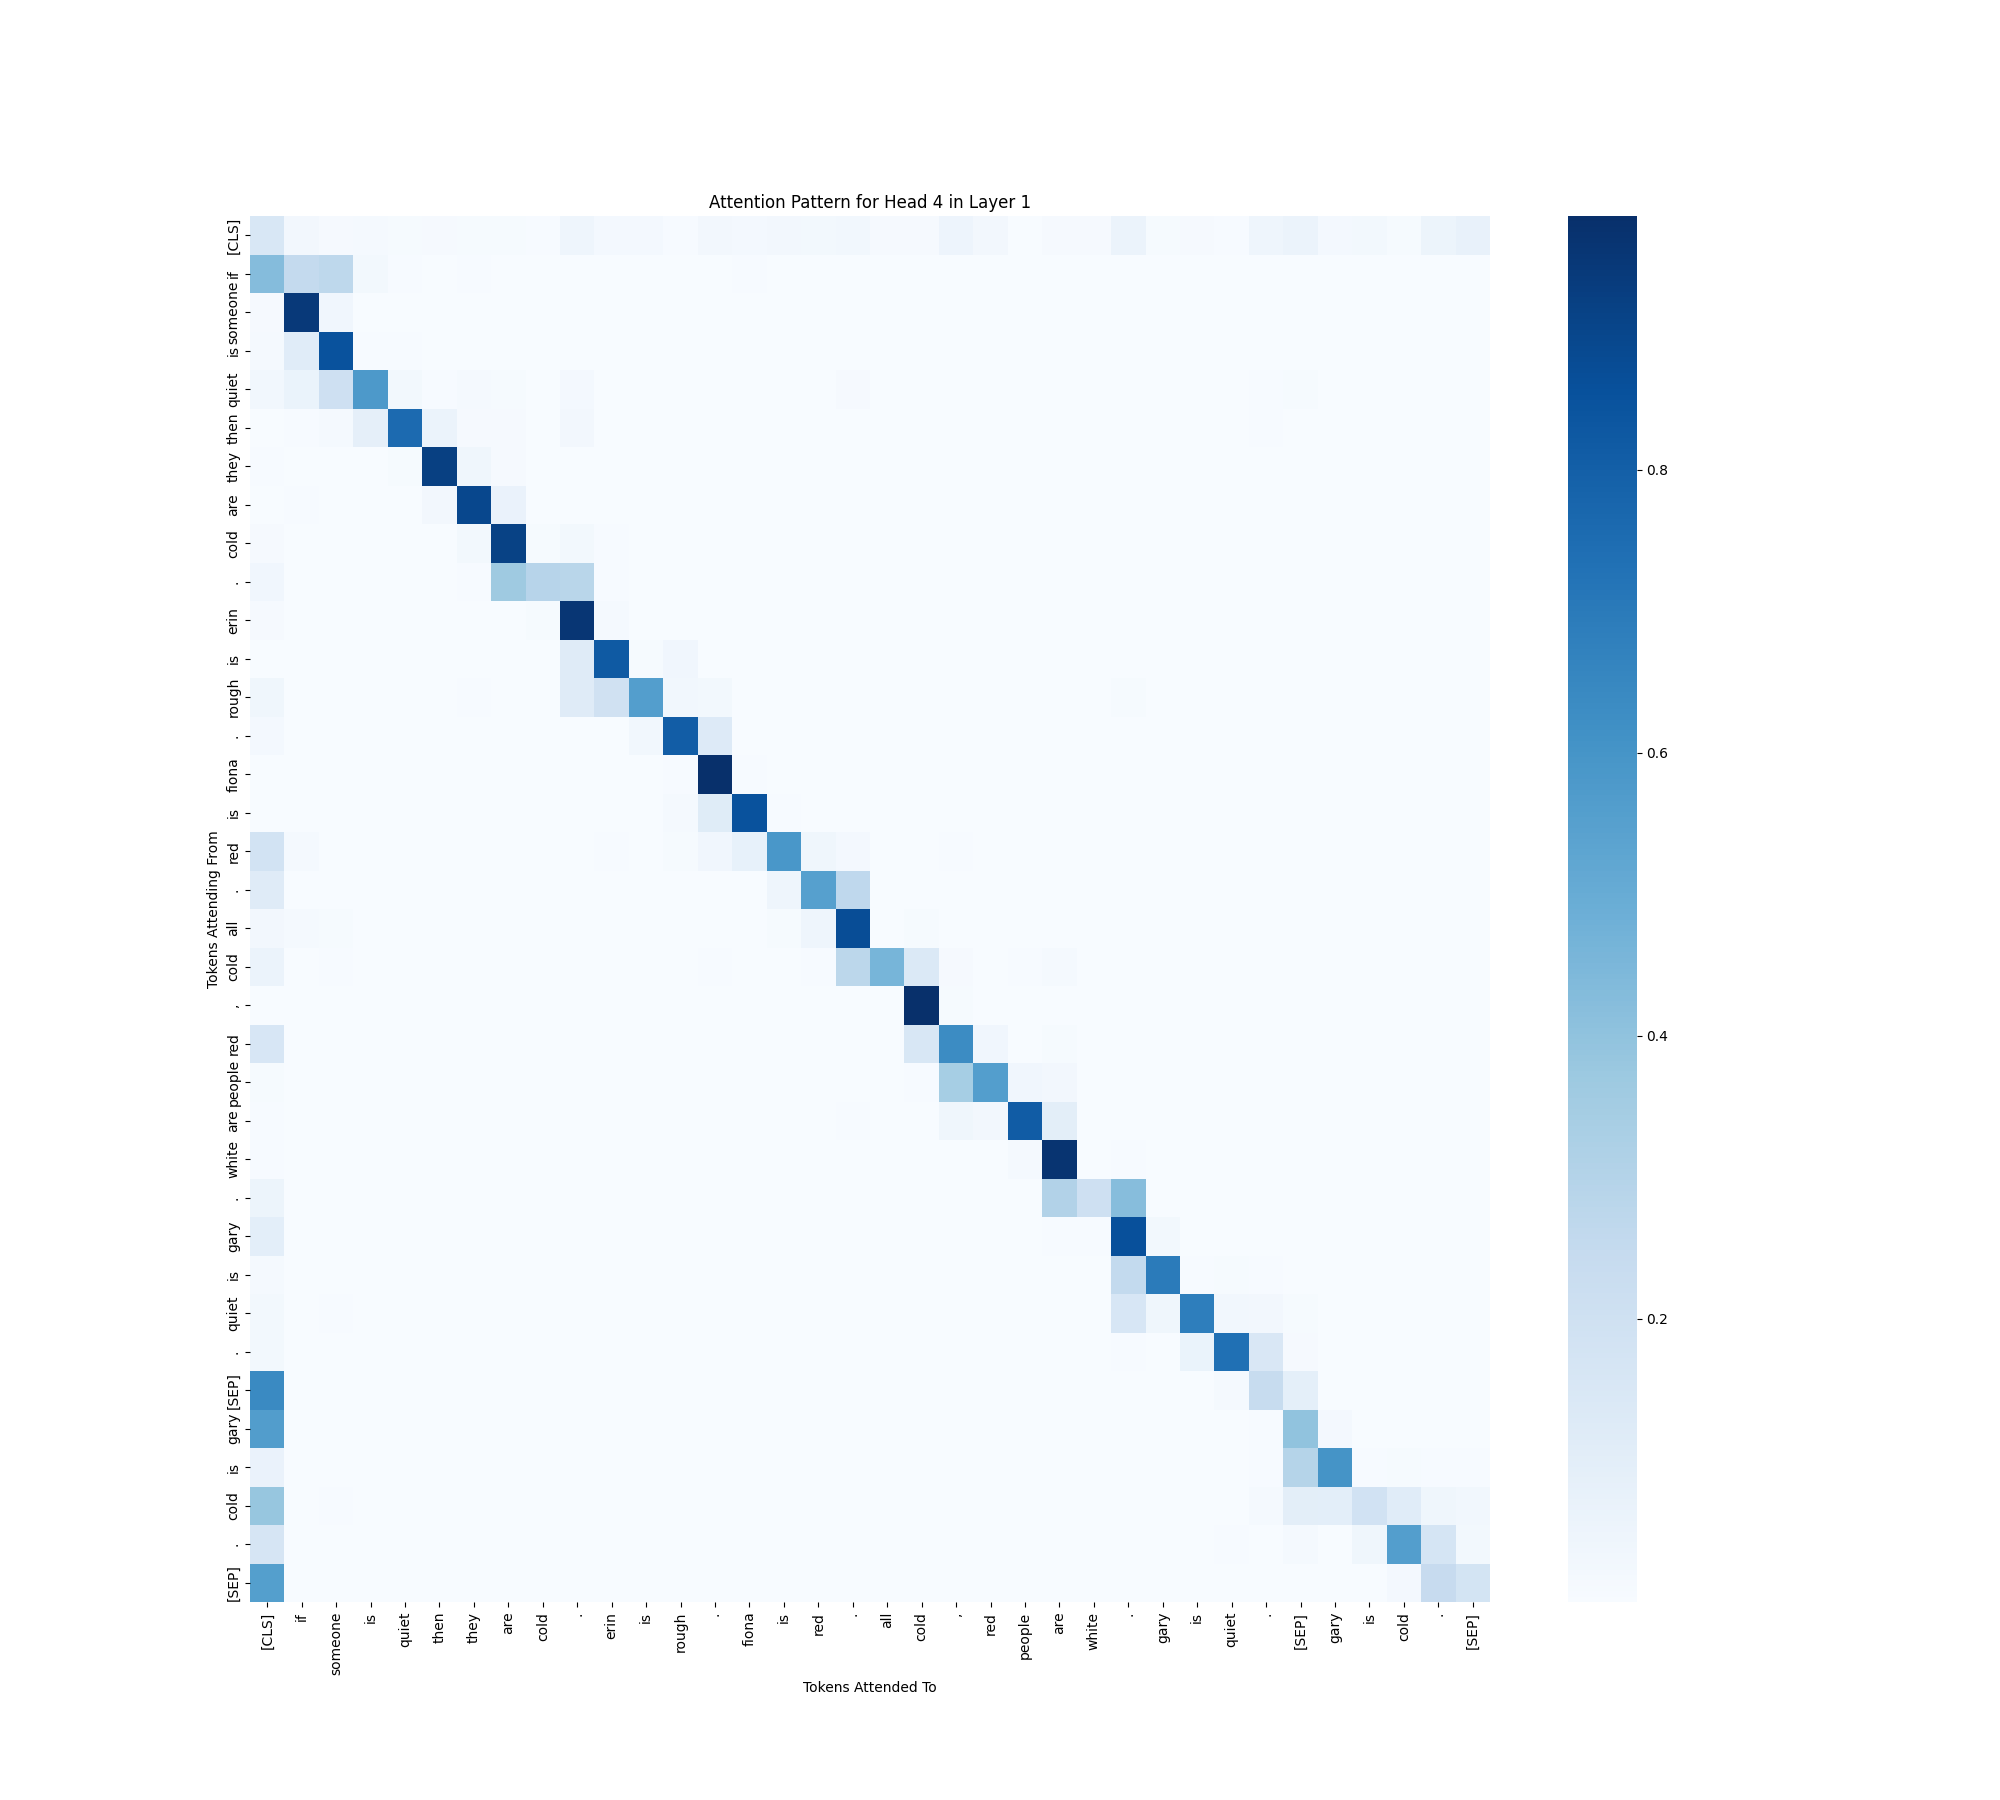 Attention Pattern for Head 4 in Layer 1
Tokens Attending From
[CLS]
if
someone
is
quiet
then
they
are
cold
.
erin
is
rough
.
fiona
is
red
.
all
cold
,
red
people
are
white
.
gary
is
quiet
.
[SEP]
gary
is
cold
.
[SEP]
[CLS] if someone is quiet then they are cold . erin is rough . fiona is red . all cold , red people are white . gary is quiet . [SEP] gary is cold . [SEP]
Tokens Attended To
0.8
0.6
0.4
0.2